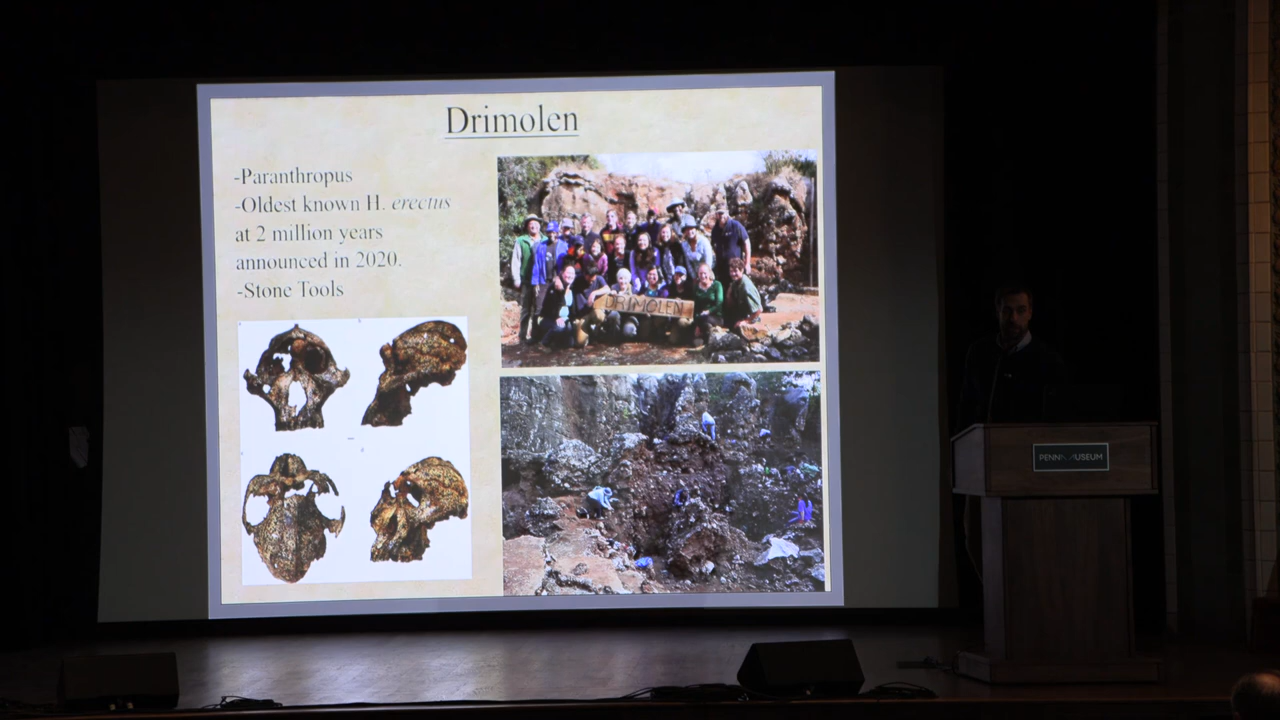 Drimolen
-Paranthropus
-Oldest known H. erectus
at 2 million years
announced in 2020.
-Stone Tools
DRIMOLEN
PENN MUSEUM